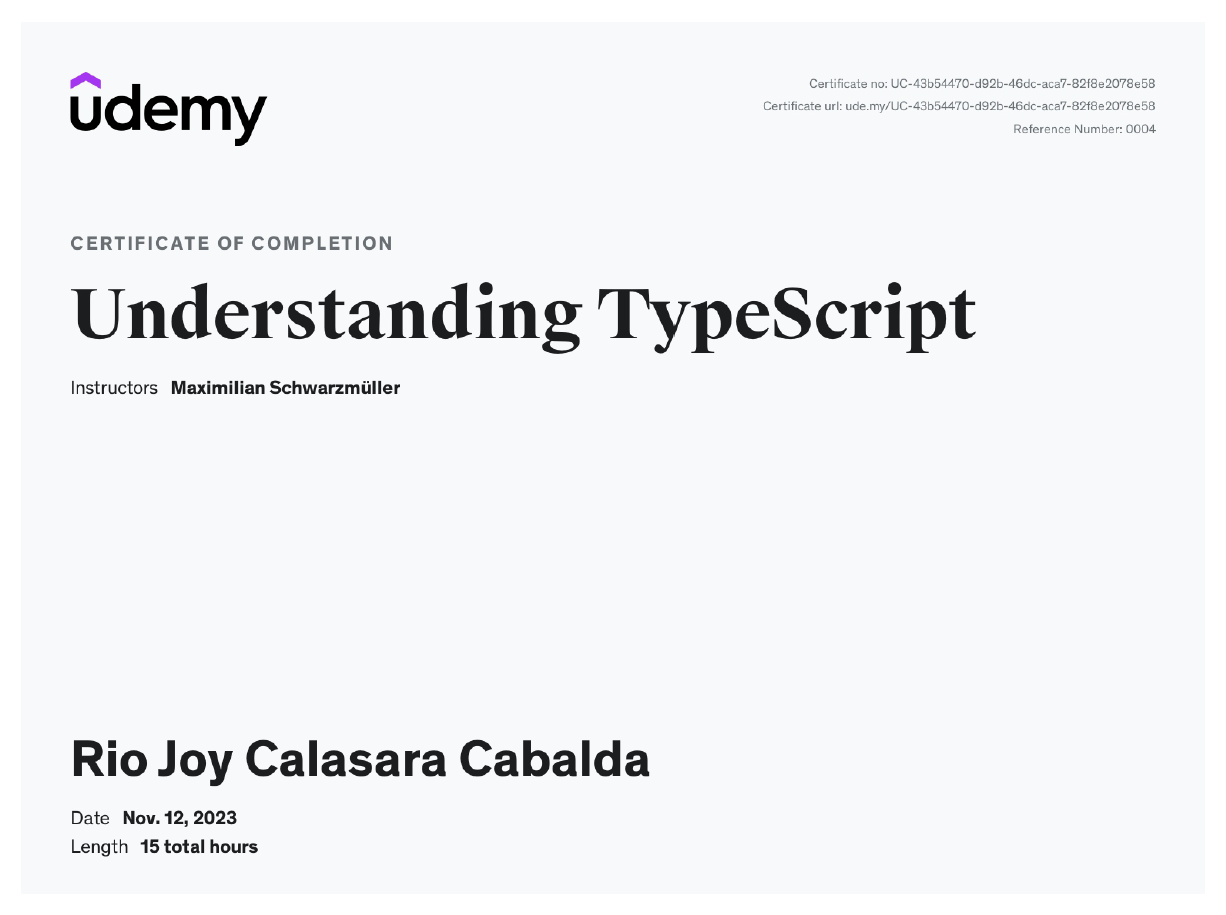 udemy
Certificate no: UC-43b54470-d92b-46dc-aca7-82f8e2078e58
Certificate url: ude.my/UC-43b54470-d92b-46dc-aca7-82f8e2078e58
Reference Number: 0004
CERTIFICATE OF COMPLETION
Understanding TypeScript
Instructors Maximilian Schwarzmüller
Rio Joy Calasara Cabalda
Date Nov. 12, 2023
Length 15 total hours